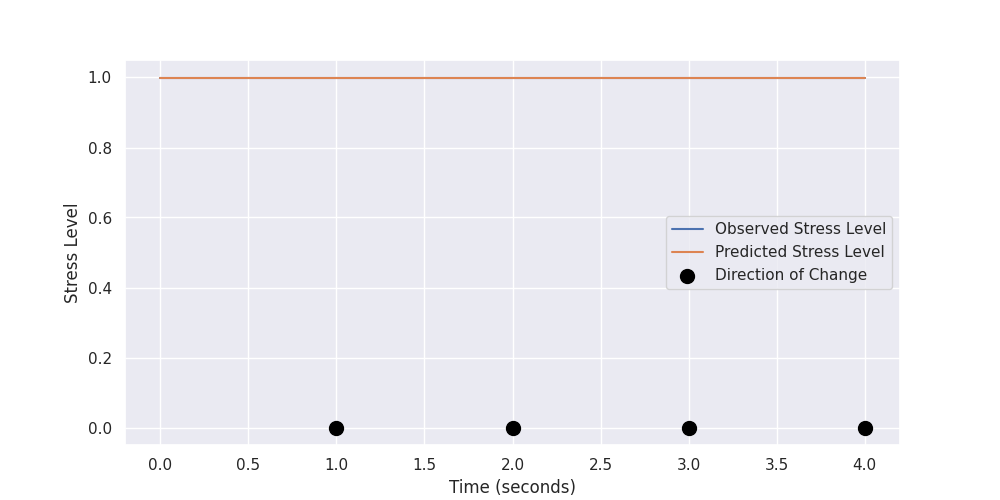 1.0
0.8
0.6
0.4
0.2
0.0
Stress Level
Observed Stress Level
Predicted Stress Level
Direction of Change
0.0 0.5 1.0 1.5 2.0 2.5 3.0 3.5 4.0
Time (seconds)